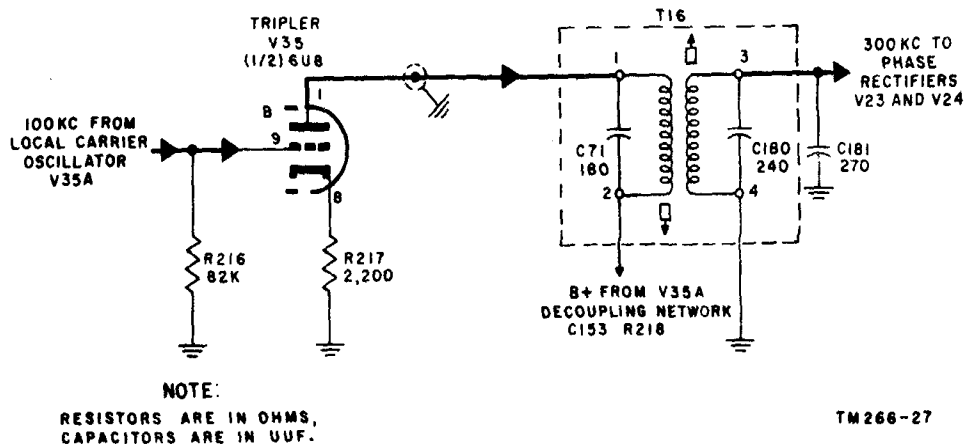 TRIPLER
V35
(1/2) 6U8
1
B
9
8
100KC FROM
LOCAL CARRIER
OSCILLATOR
V35A
R216
82K
R217
2,200
T16
1
3
C71
180
C180
240
2
4
300KC TO
PHASE
RECTIFIERS
V23 AND V24
C181
270
B+ FROM V35A
DECOUPLING NETWORK
C153 R218
NOTE:
RESISTORS ARE IN OHMS,
CAPACITORS ARE IN UUF.
TM266-27